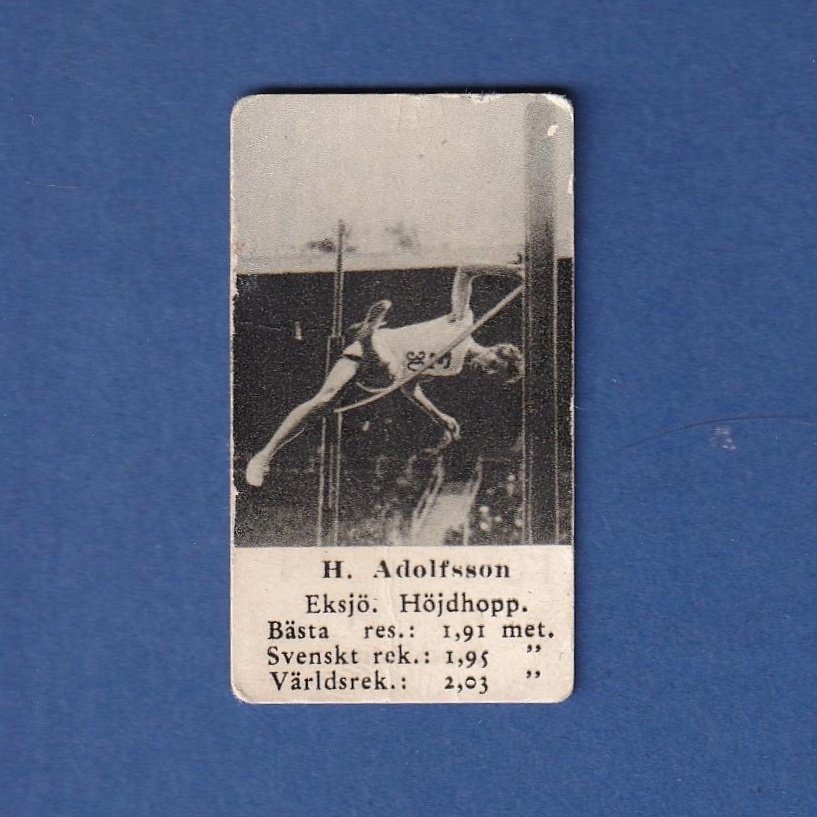 H. Adolfsson
Eksjö. Höjdhopp.
Bästa res.: 1,91 met.
Svenskt rek.: 1,95 ”
Världsrek.: 2,03 ”